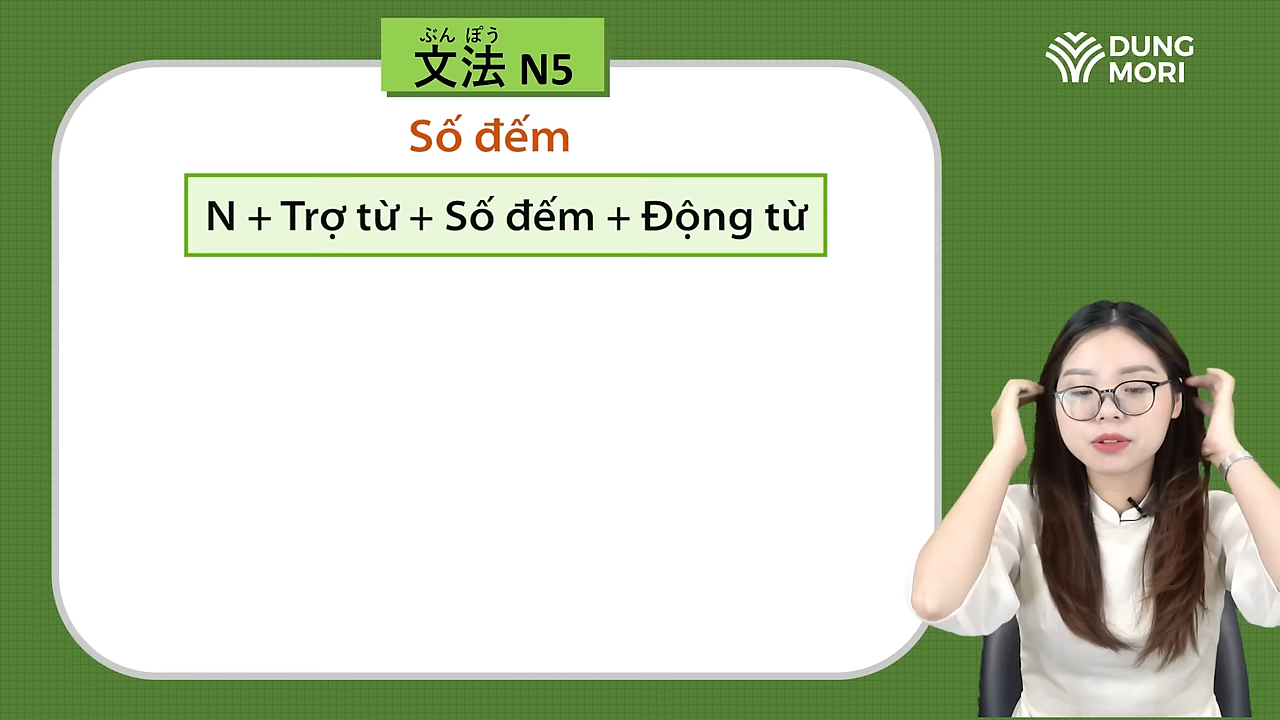 ぶん ぽう
文法 N5
DUNG
MORI
Số đếm
N + Trợ từ + Số đếm + Động từ